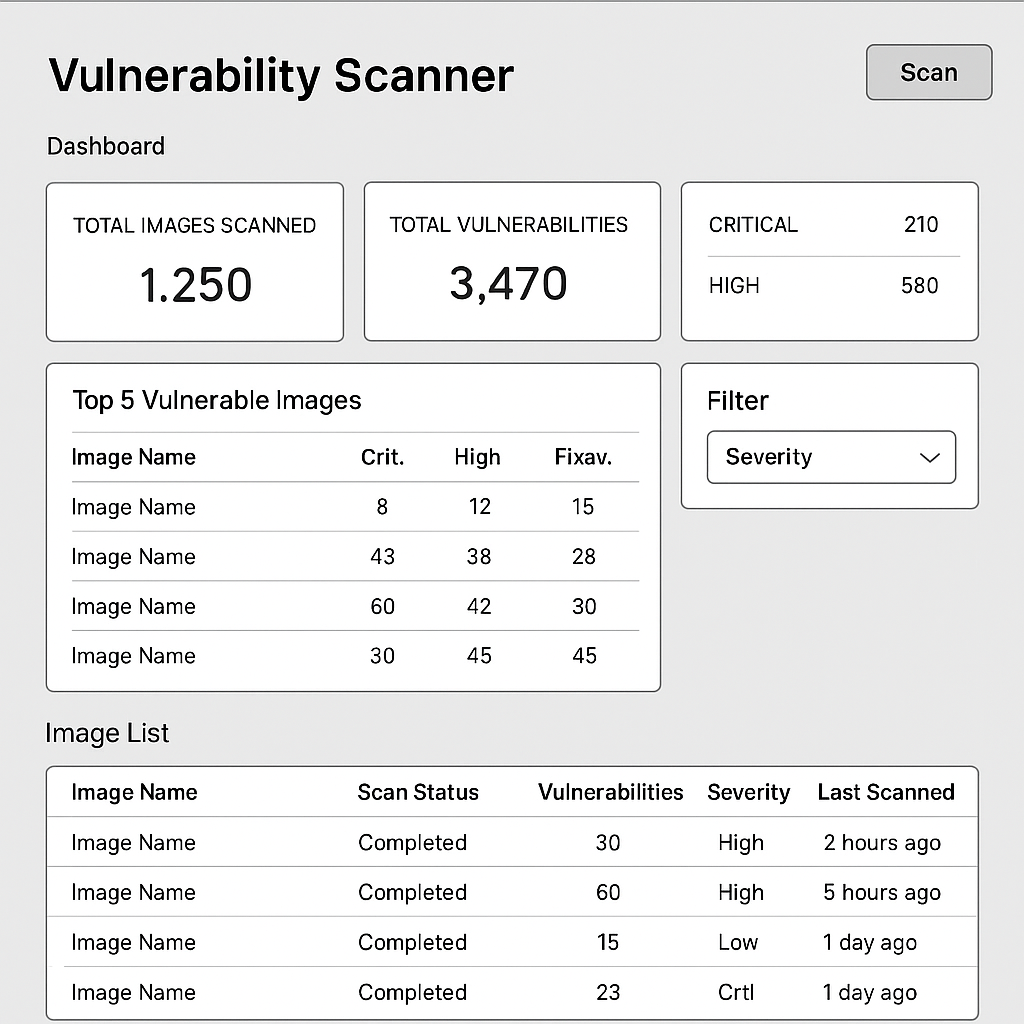 Vulnerability Scanner
Scan
Dashboard
TOTAL IMAGES SCANNED
1.250
TOTAL VULNERABILITIES
3,470
CRITICAL 210
HIGH 580
Top 5 Vulnerable Images
Image Name Crit. High Fixav.
Image Name 8 12 15
Image Name 43 38 28
Image Name 60 42 30
Image Name 30 45 45
Filter
Severity
Image List
Image Name Scan Status Vulnerabilities Severity Last Scanned
Image Name Completed 30 High 2 hours ago
Image Name Completed 60 High 5 hours ago
Image Name Completed 15 Low 1 day ago
Image Name Completed 23 Crtl 1 day ago